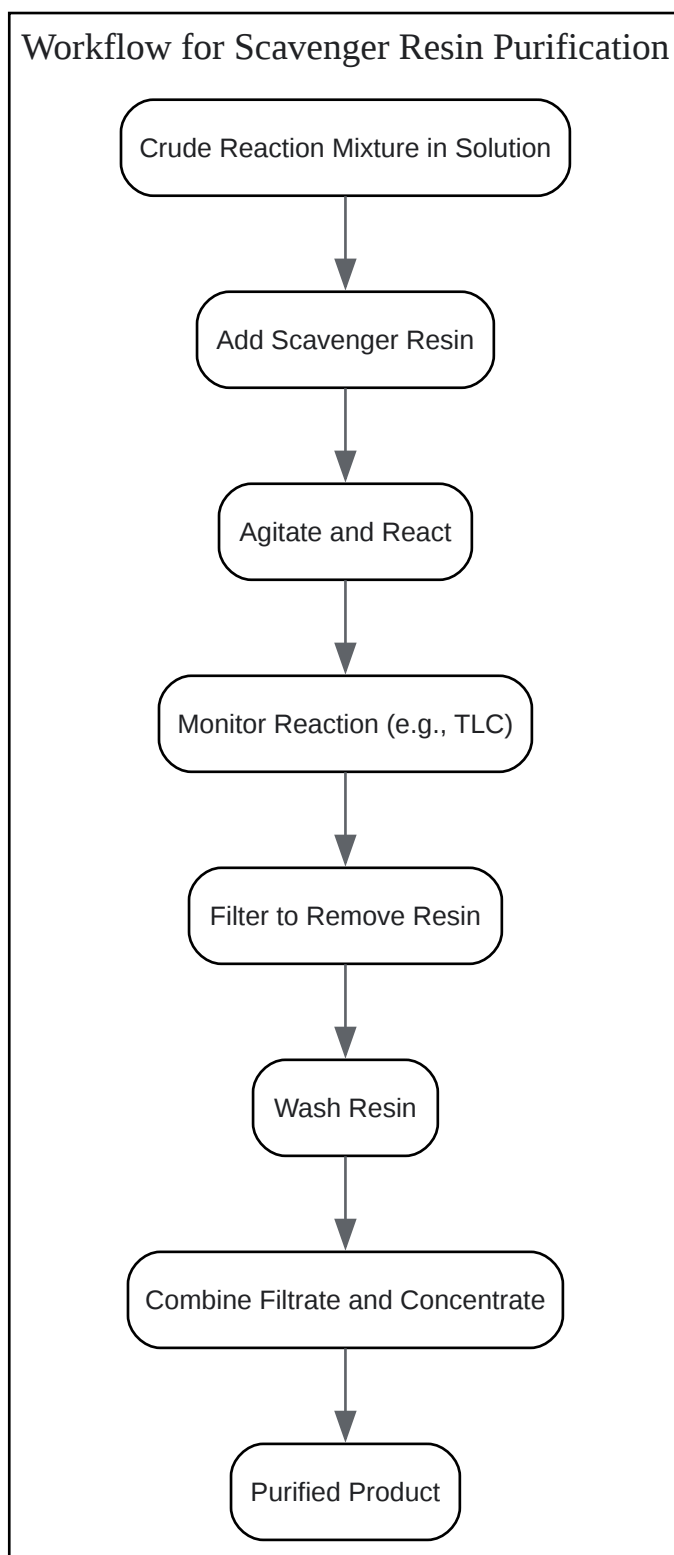 Workflow for Scavenger Resin Purification
Crude Reaction Mixture in Solution
Add Scavenger Resin
Agitate and React
Monitor Reaction (e.g., TLC)
Filter to Remove Resin
Wash Resin
Combine Filtrate and Concentrate
Purified Product